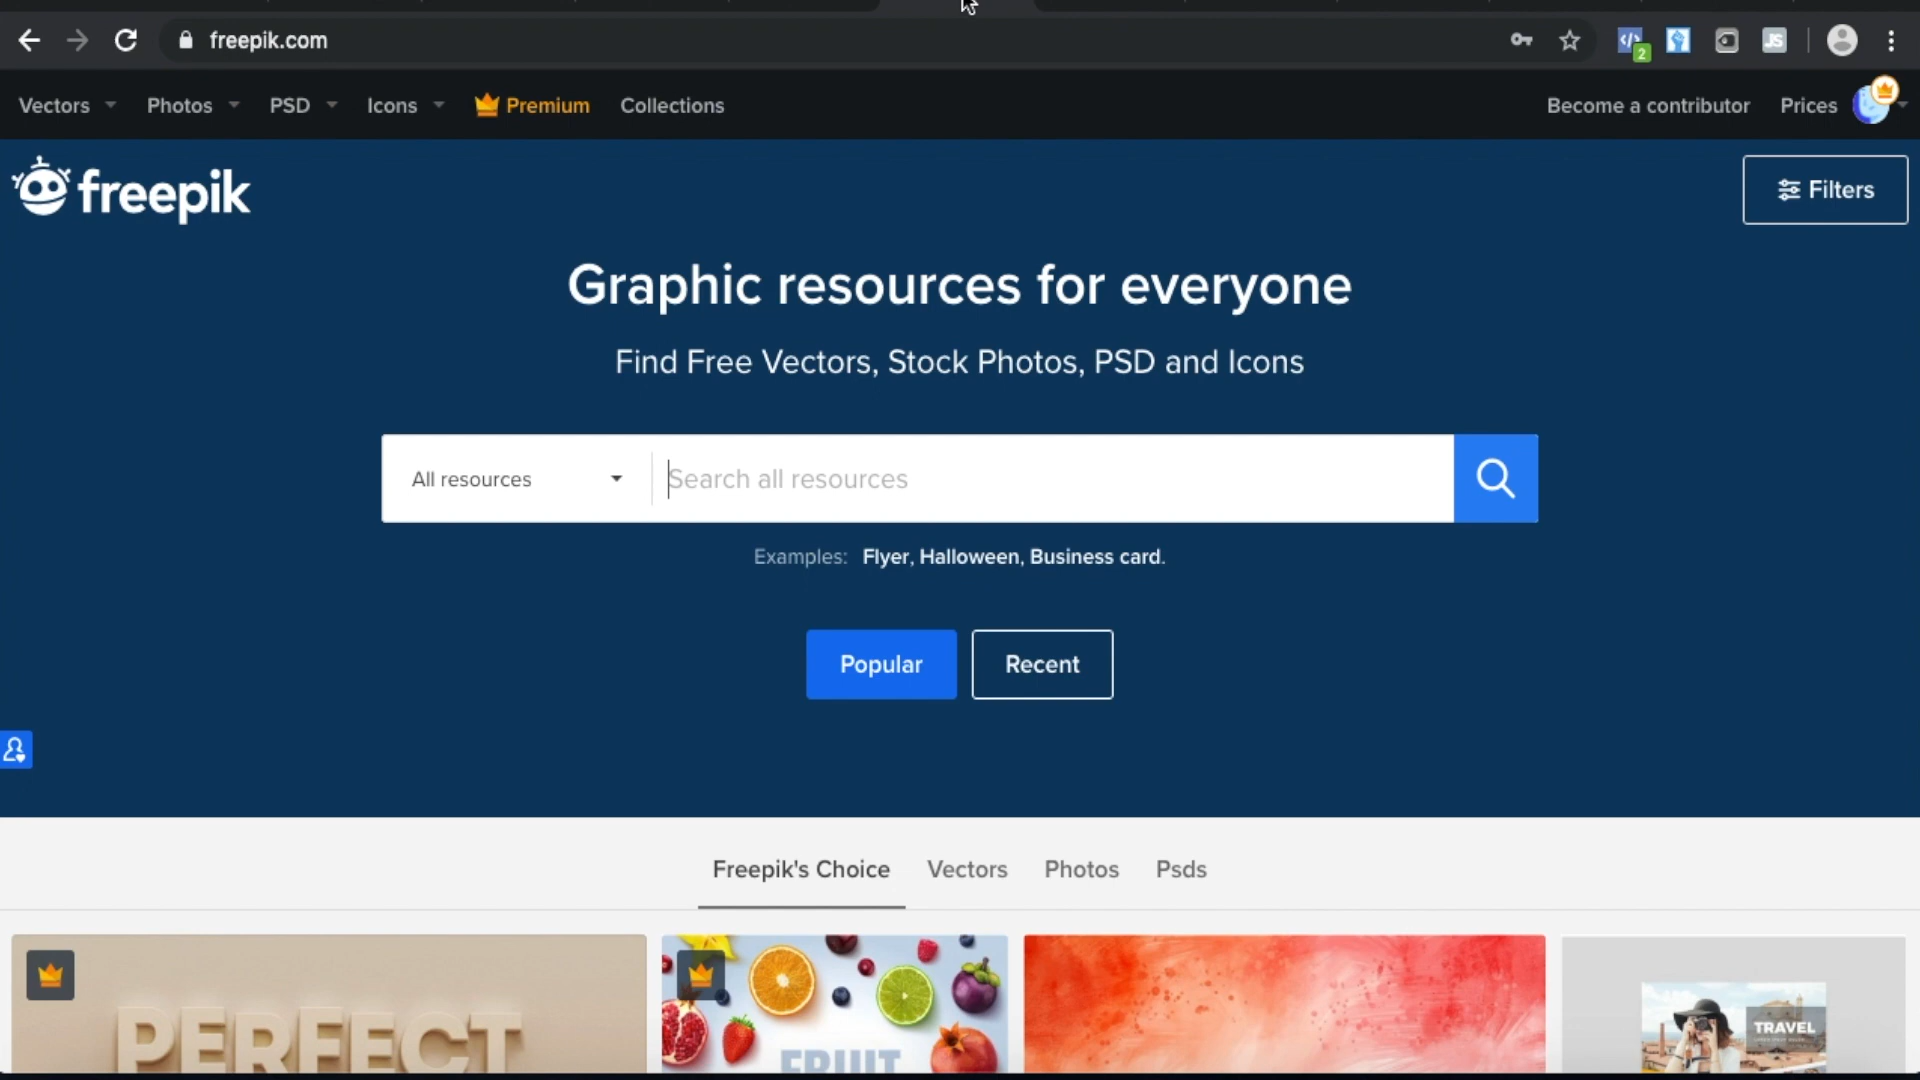 freepik.com
2
JS
Vectors Photos PSD Icons Premium Collections Become a contributor Prices
freepik
Filters
Graphic resources for everyone
Find Free Vectors, Stock Photos, PSD and Icons
All resources Search all resources
Examples: Flyer, Halloween, Business card.
Popular Recent
Freepik's Choice Vectors Photos Psds
PERFECT
FRUIT
TRAVEL